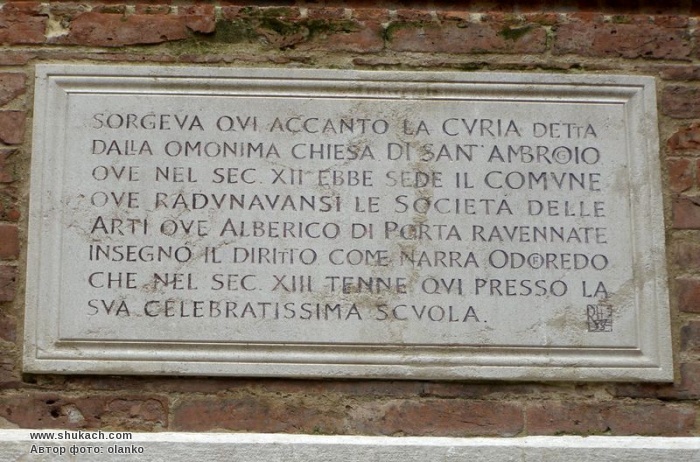 SORGEVA QVI ACCANTO LA CVRIA DETTA
DALLA OMONIMA CHIESA DI SANT'AMBROGIO
OVE NEL SEC. XII EBBE SEDE IL COMVNE
OVE RADVNAVANSI LE SOCIETÀ DELLE
ARTI OVE ALBERICO DI PORTA RAVENNATE
INSEGNÒ IL DIRITTO COME NARRA ODOFREDO
CHE NEL SEC. XIII TENNE QVI PRESSO LA
SVA CELEBRATISSIMA SCVOLA.
www.shukach.com
Автор фото: olanko